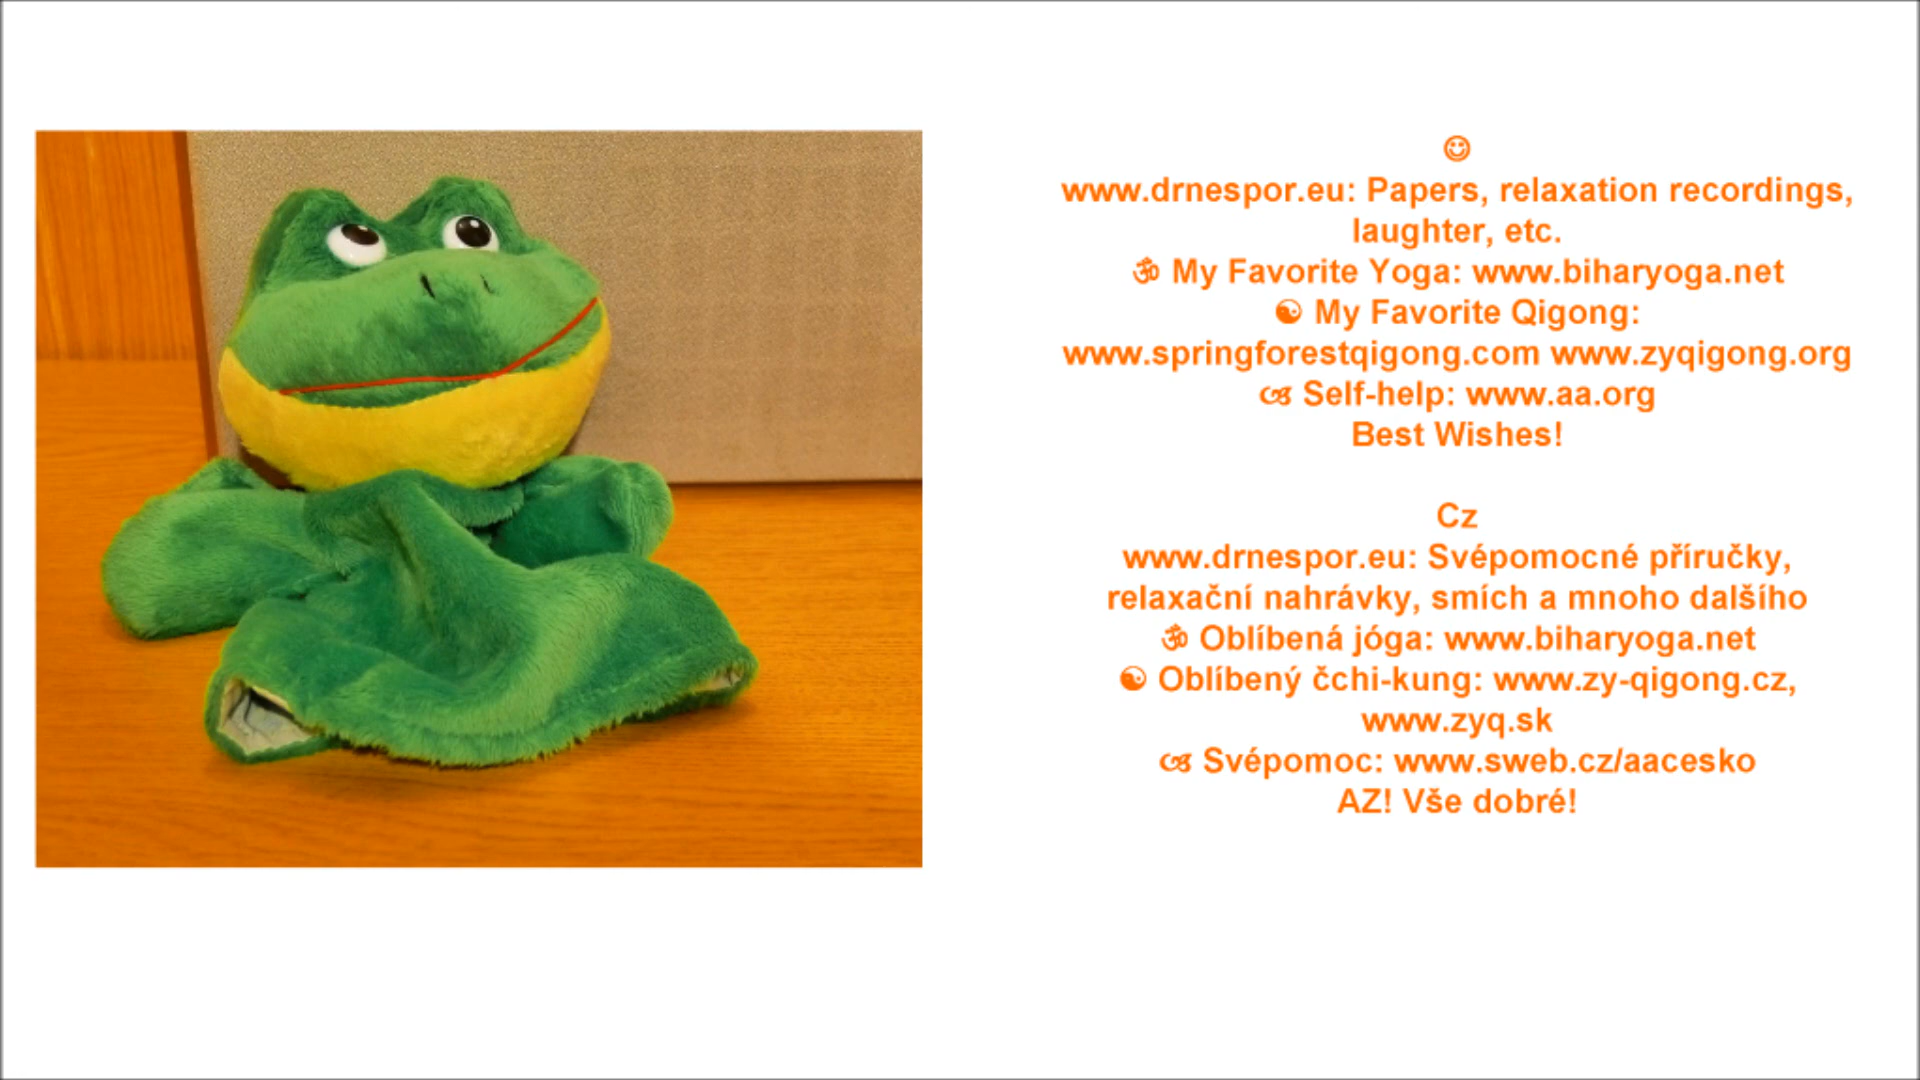 ☺
www.drnespor.eu: Papers, relaxation recordings,
laughter, etc.
ॐ My Favorite Yoga: www.biharyoga.net
☯ My Favorite Qigong:
www.springforestqigong.com www.zyqigong.org
ഋ Self-help: www.aa.org
Best Wishes!
Cz
www.drnespor.eu: Svépomocné příručky,
relaxační nahrávky, smích a mnoho dalšího
ॐ Oblíbená jóga: www.biharyoga.net
☯ Oblíbený čchi-kung: www.zy-qigong.cz,
www.zyq.sk
ഋ Svépomoc: www.sweb.cz/aacesko
AZ! Vše dobré!